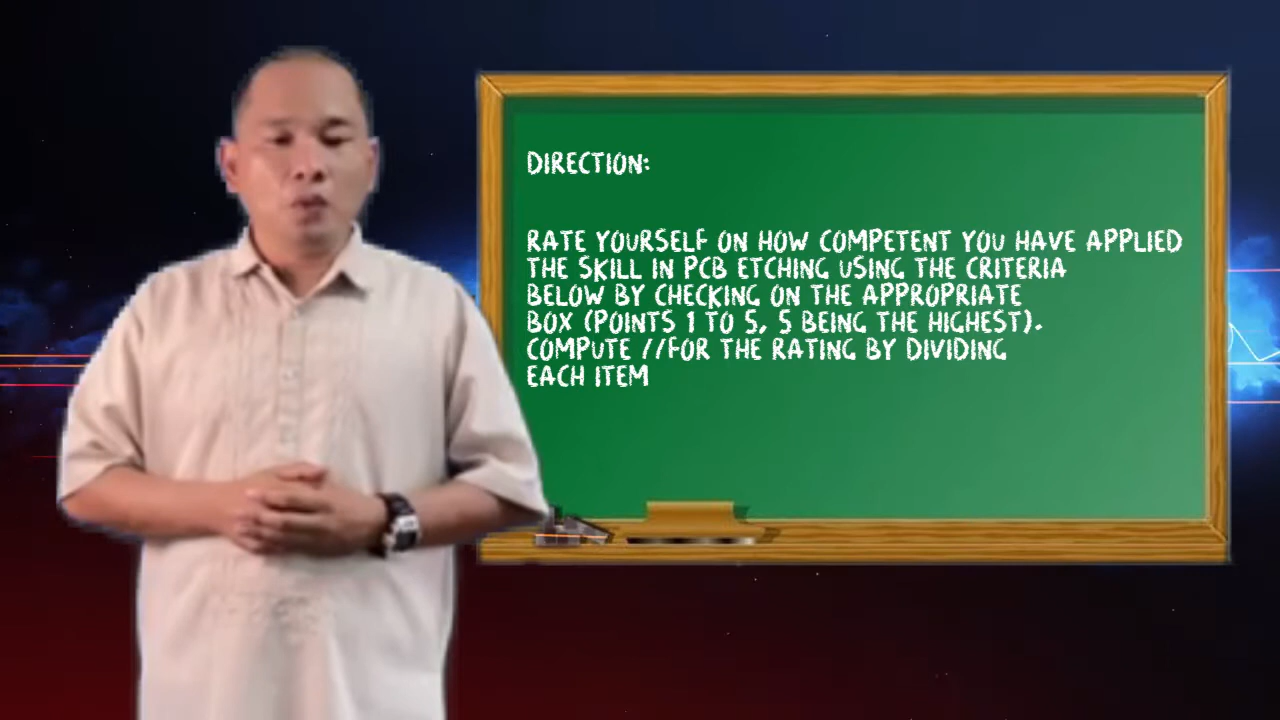 DIRECTION:
RATE YOURSELF ON HOW COMPETENT YOU HAVE APPLIED
THE SKILL IN PCB ETCHING USING THE CRITERIA
BELOW BY CHECKING ON THE APPROPRIATE
BOX (POINTS 1 TO 5, 5 BEING THE HIGHEST).
COMPUTE //FOR THE RATING BY DIVIDING
EACH ITEM